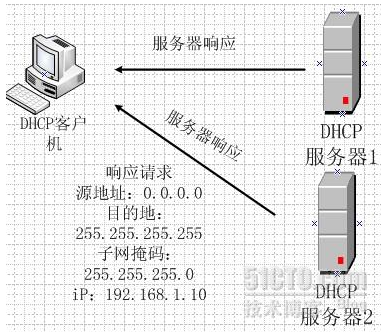 服务器响应
服务器响应
DHCP客户
机
DHCP
服务器1
响应请求
源地址：0.0.0.0
目的地：
255.255.255.255
子网掩码：
255.255.255.0
iP：192.168.1.10
DHCP
服务器2
51CTO.com
技术博客 Blog